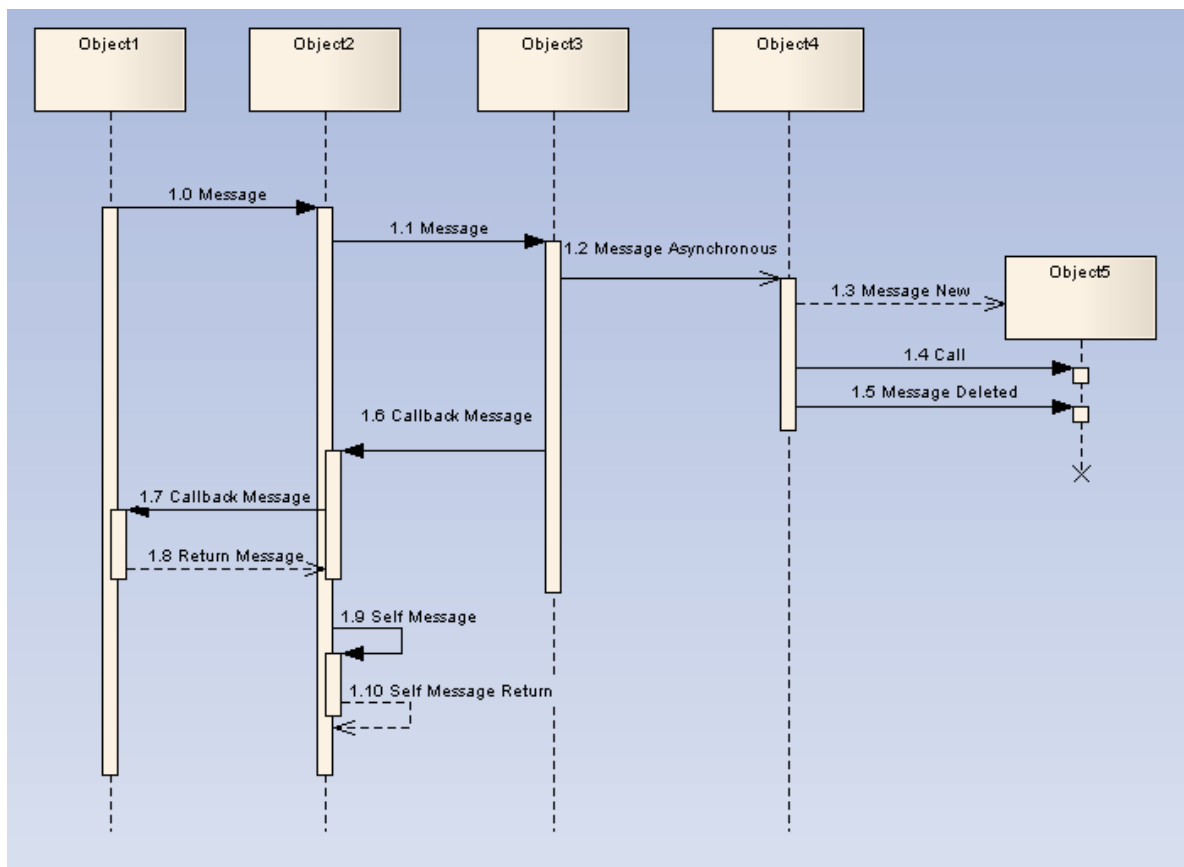 Object1
Object2
Object3
Object4
1.0 Message
1.1 Message
1.2 Message Asynchronous
Object5
1.3 Message New
1.4 Call
1.5 Message Deleted
1.6 Callback Message
1.7 Callback Message
1.8 Return Message
1.9 Self Message
1.10 Self Message Return